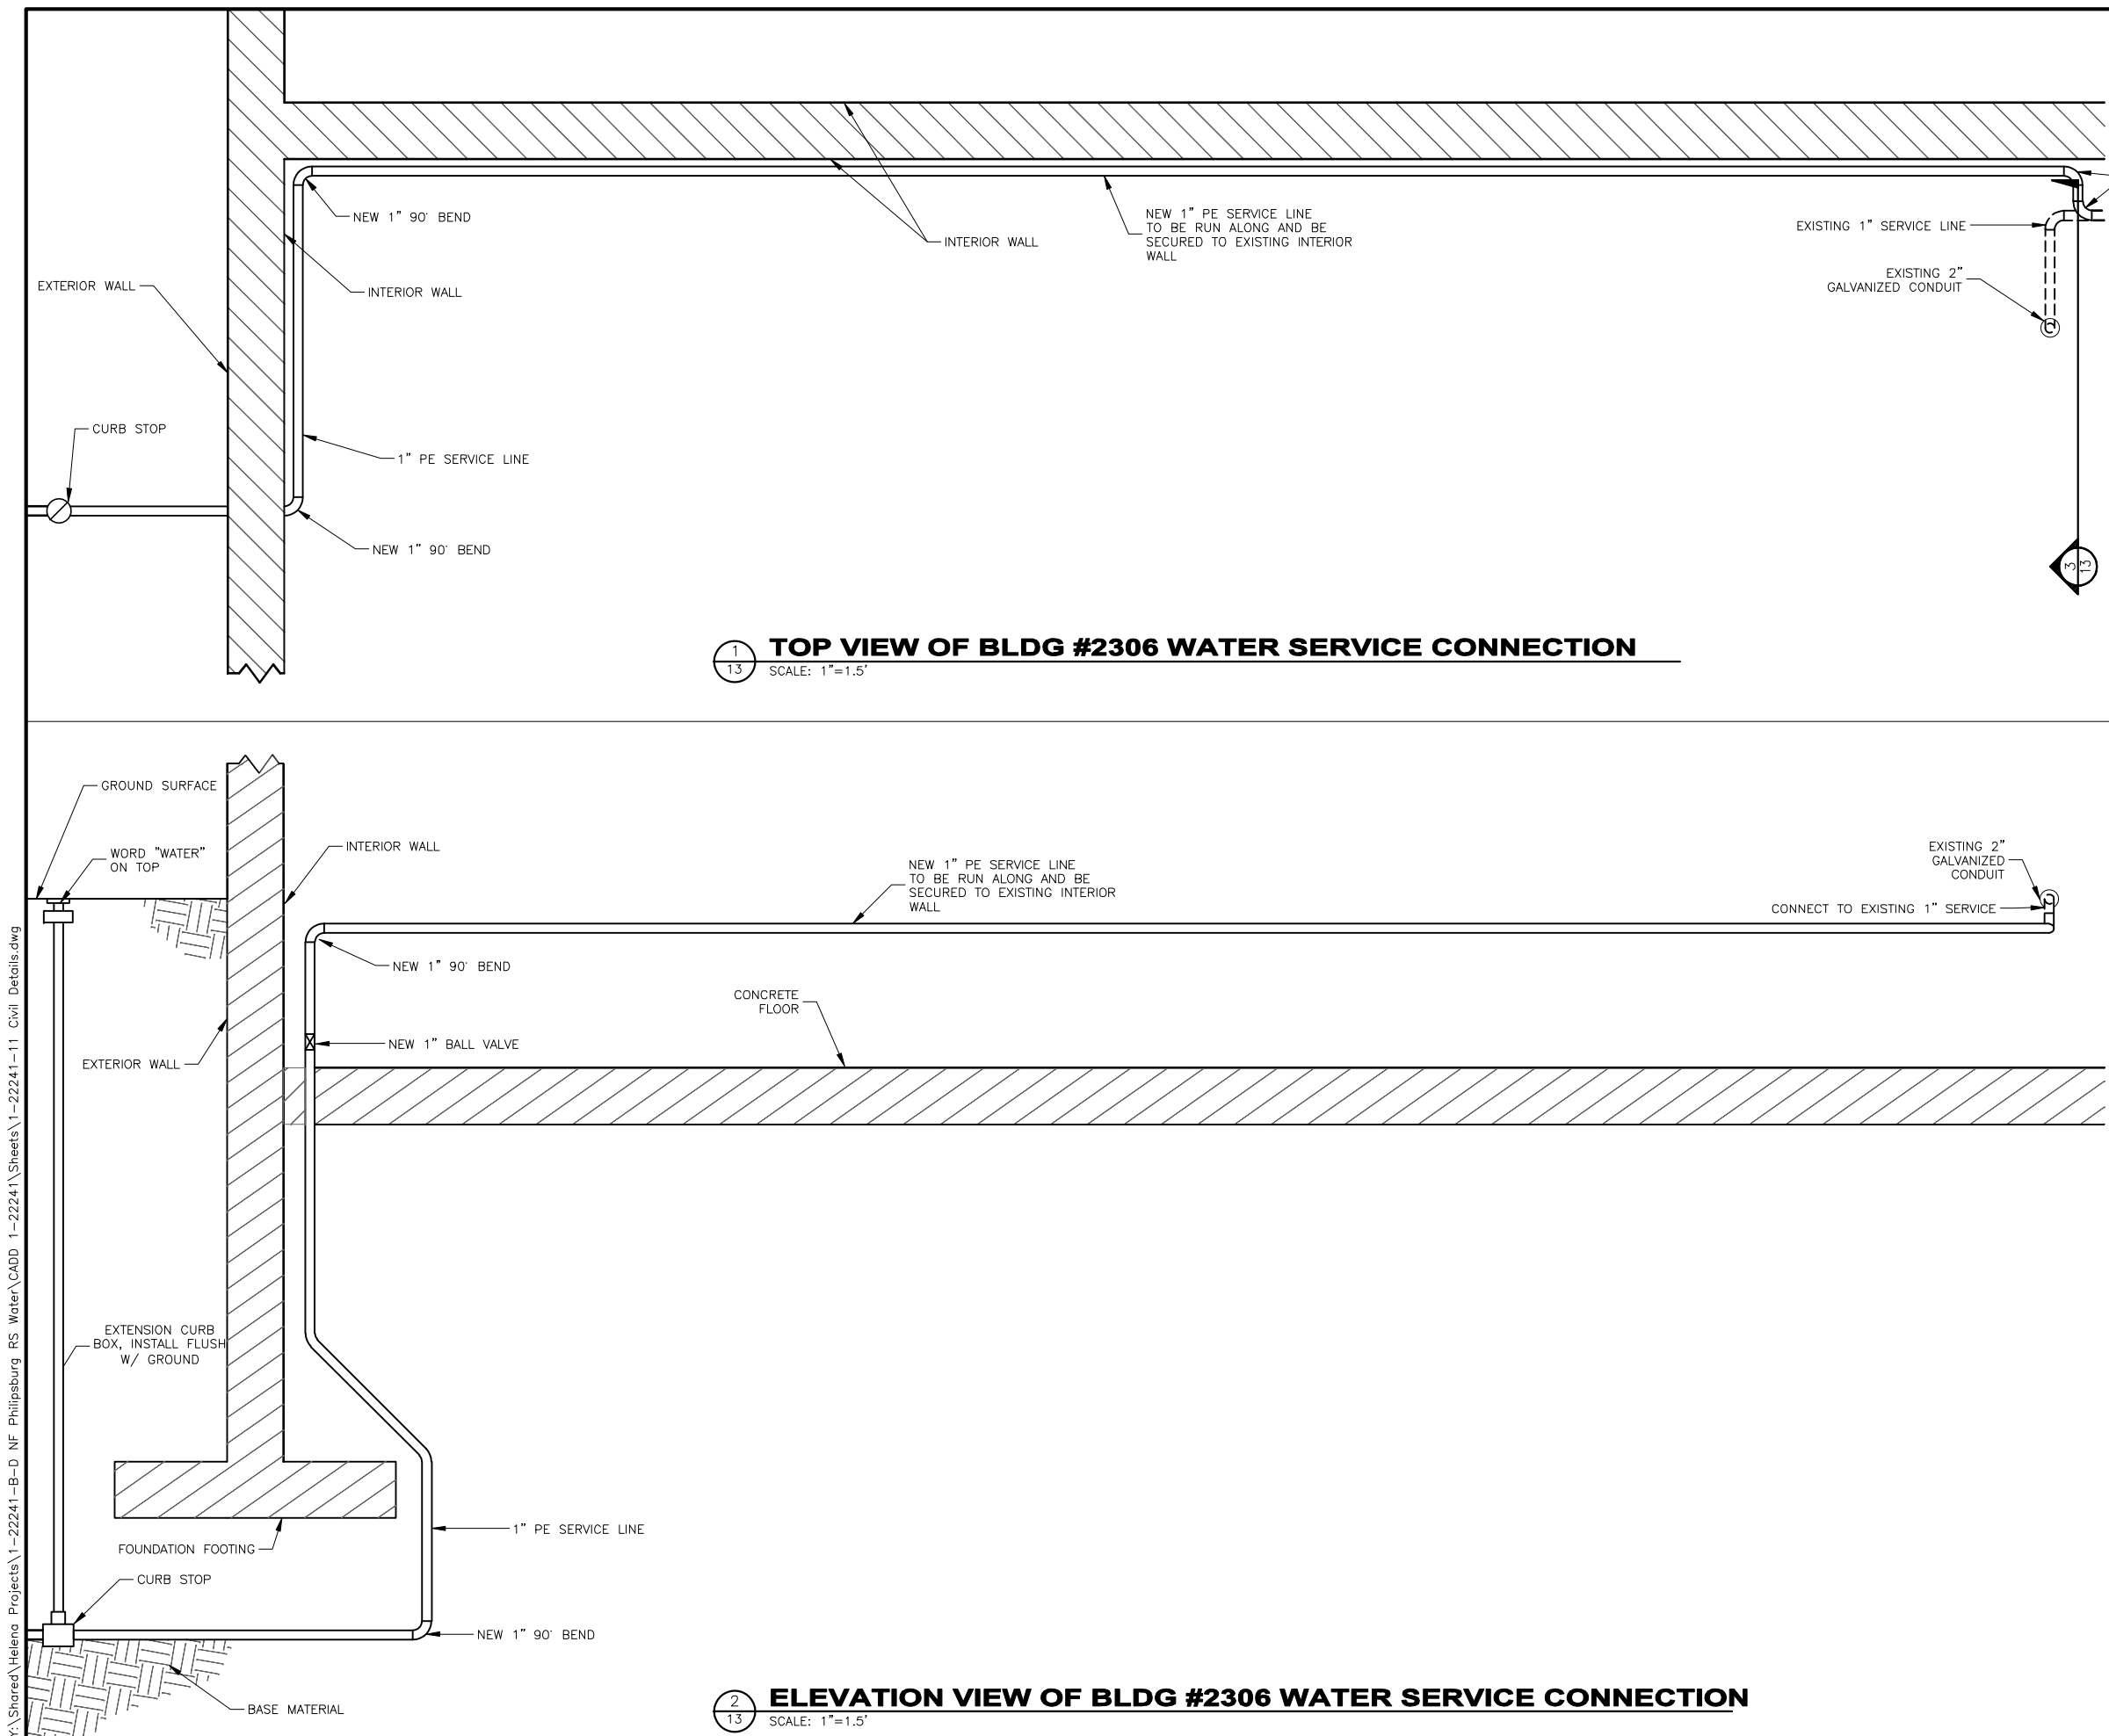 NEW 1" 90° BEND
INTERIOR WALL
NEW 1" PE SERVICE LINE
TO BE RUN ALONG AND BE
SECURED TO EXISTING INTERIOR
WALL
EXISTING 1" SERVICE LINE
EXISTING 2"
GALVANIZED CONDUIT
EXTERIOR WALL
INTERIOR WALL
CURB STOP
1" PE SERVICE LINE
NEW 1" 90° BEND
3
13
1
13
TOP VIEW OF BLDG #2306 WATER SERVICE CONNECTION
SCALE: 1"=1.5'
GROUND SURFACE
WORD "WATER"
ON TOP
INTERIOR WALL
NEW 1" PE SERVICE LINE
TO BE RUN ALONG AND BE
SECURED TO EXISTING INTERIOR
WALL
EXISTING 2"
GALVANIZED
CONDUIT
CONNECT TO EXISTING 1" SERVICE
NEW 1" 90° BEND
CONCRETE
FLOOR
NEW 1" BALL VALVE
EXTERIOR WALL
EXTENSION CURB
BOX, INSTALL FLUSH
W/ GROUND
1" PE SERVICE LINE
FOUNDATION FOOTING
CURB STOP
NEW 1" 90° BEND
BASE MATERIAL
2
13
ELEVATION VIEW OF BLDG #2306 WATER SERVICE CONNECTION
SCALE: 1"=1.5'
Y:\Shared\Helena Projects\1-22241-B-D NF Philipsburg RS Water\CADD 1-22241\Sheets\1-22241-11 Civil Details.dwg